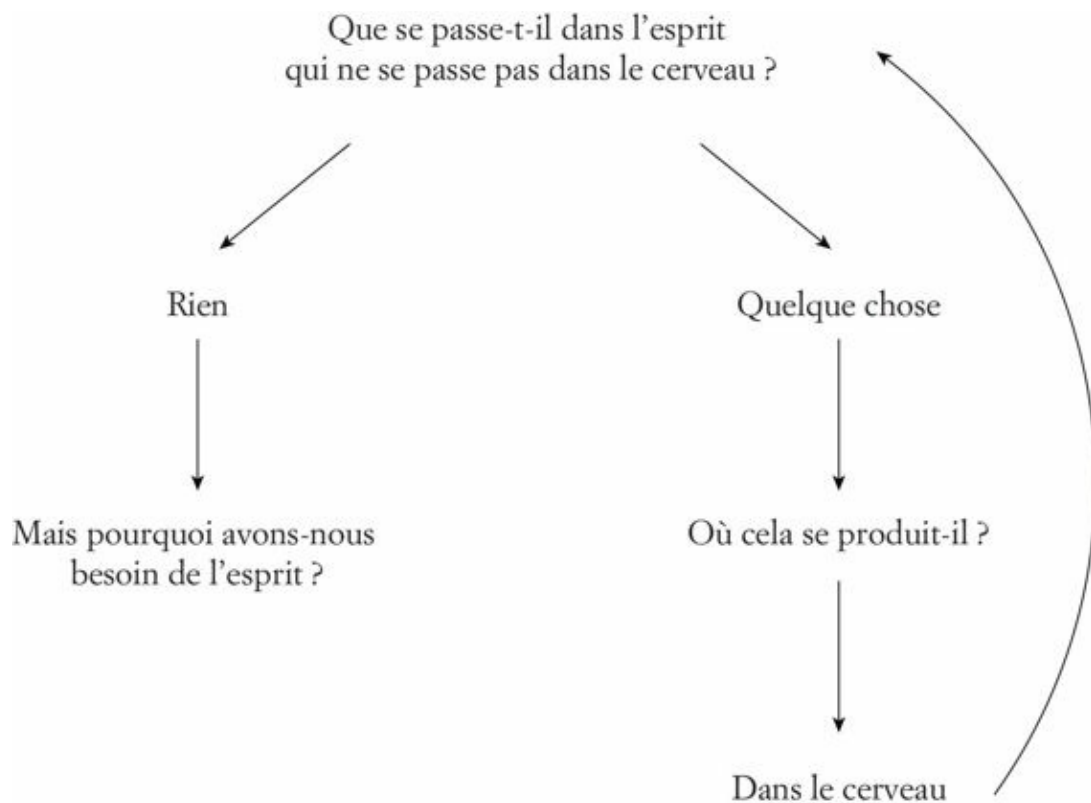 Que se passe-t-il dans l’esprit
qui ne se passe pas dans le cerveau ?
Rien
Quelque chose
Mais pourquoi avons-nous
besoin de l’esprit ?
Où cela se produit-il ?
Dans le cerveau